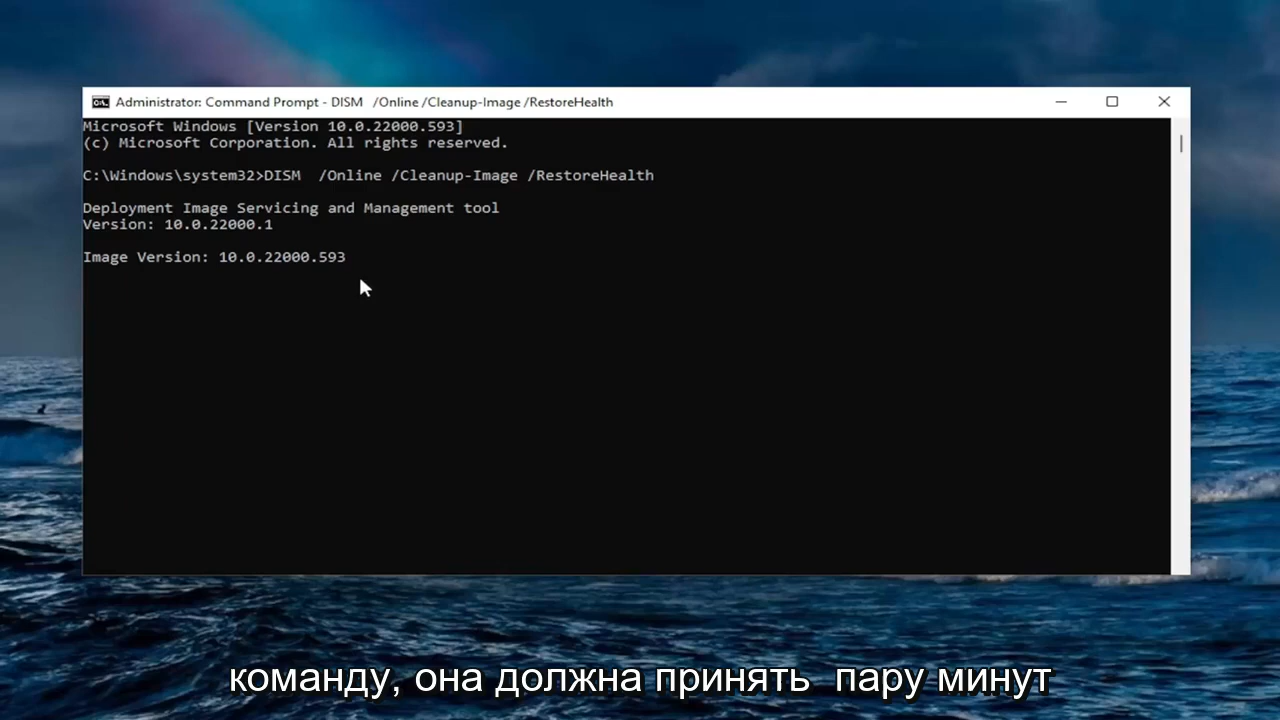 Administrator: Command Prompt - DISM  /Online /Cleanup-Image /RestoreHealth
Microsoft Windows [Version 10.0.22000.593]
(c) Microsoft Corporation. All rights reserved.
C:\Windows\system32>DISM  /Online /Cleanup-Image /RestoreHealth
Deployment Image Servicing and Management tool
Version: 10.0.22000.1
Image Version: 10.0.22000.593
команду, она должна принять  пару минут